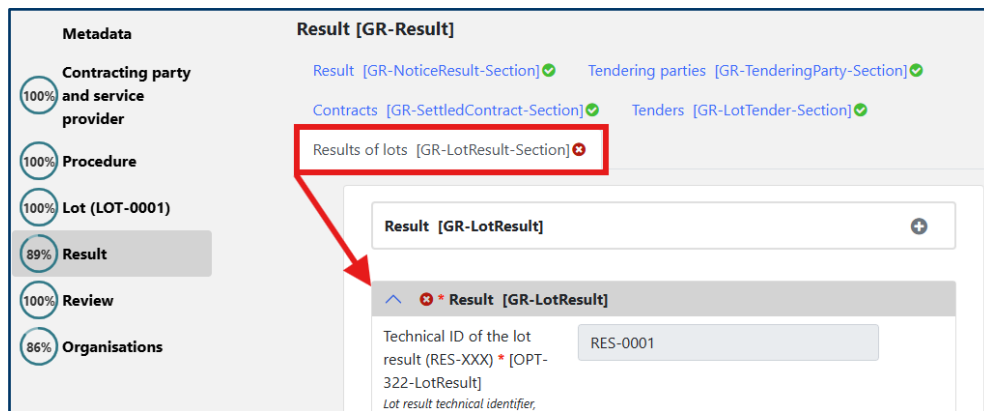 Metadata
100%
Contracting party
and service
provider
100% Procedure
100% Lot (LOT-0001)
89% Result
100% Review
86% Organisations
Result [GR-Result]
Result [GR-NoticeResult-Section] Tendering parties [GR-TenderingParty-Section]
Contracts [GR-SettledContract-Section] Tenders [GR-LotTender-Section]
Results of lots [GR-LotResult-Section]
Result [GR-LotResult]
* Result [GR-LotResult]
Technical ID of the lot
result (RES-XXX) * [OPT-
322-LotResult]
RES-0001
Lot result technical identifier,